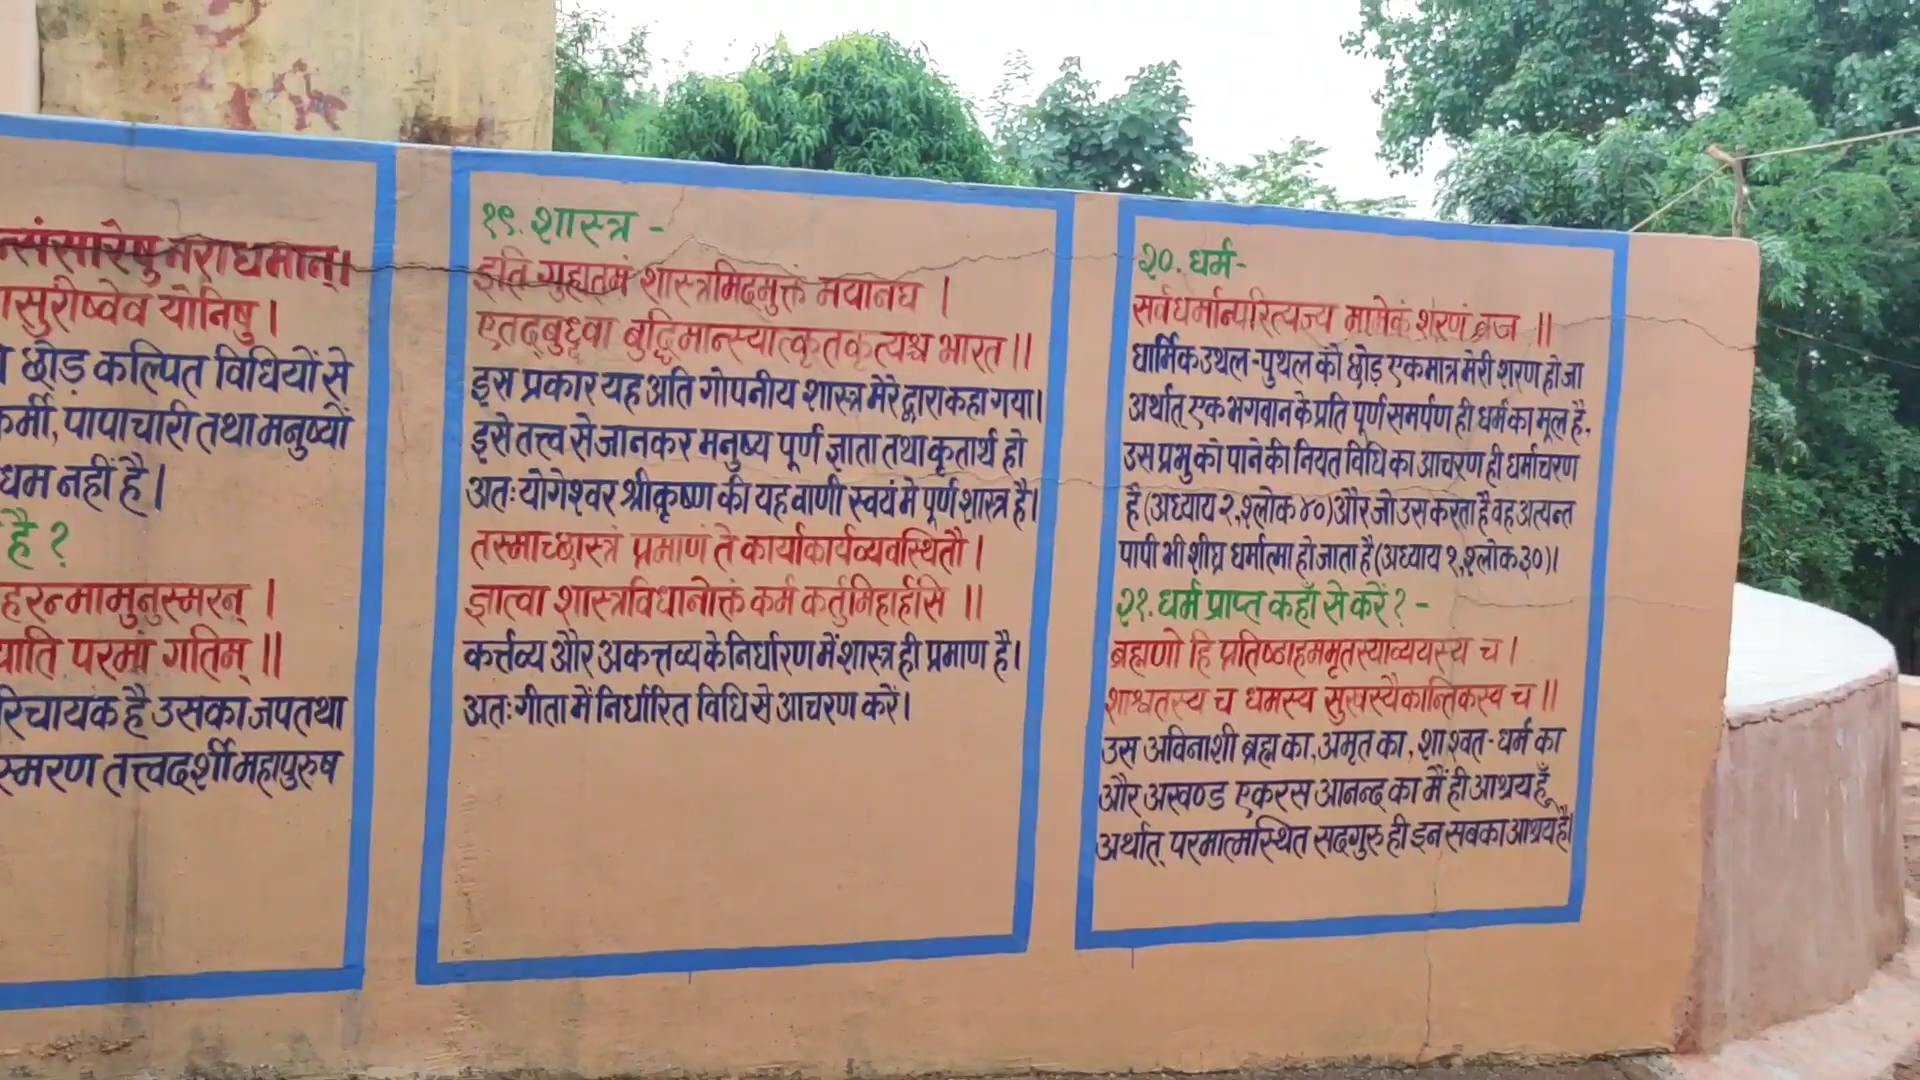 न्संसारेषु नराधमान्।
ासुरीष्वेव योनिषु।
छोड़ कल्पित विधियों से
कर्मी, पापाचारी तथा मनुष्यों
धम नहीं है।
है ?
हरन्मामुनुस्मरन्।
याति परमां गतिम्॥
रिचायक है उसका जप तथा
स्मरण तत्त्वदर्शी महापुरुष
१९. शास्त्र -
इति गुह्यतमं शास्त्रमिदमुक्तं मयानघ ।
एतद्बुद्ध्वा बुद्धिमान्स्यात्कृतकृत्यश्च भारत॥
इस प्रकार यह अति गोपनीय शास्त्र मेरे द्वारा कहा गया।
इसे तत्त्व से जानकर मनुष्य पूर्ण ज्ञाता तथा कृतार्थ हो
अतः योगेश्वर श्रीकृष्ण की यह वाणी स्वयं मे पूर्ण शास्त्र है।
तस्माच्छास्त्रं प्रमाणं ते कार्याकार्यव्यवस्थितौ।
ज्ञात्वा शास्त्रविधानोक्तं कर्म कर्तुमिहार्हसि ॥
कर्त्तव्य और अकत्तव्य के निर्धारण में शास्त्र ही प्रमाण है।
अतः गीता में निर्धारित विधि से आचरण करें।
२०. धर्म-
सर्वधर्मान्परित्यज्य मामेकं शरणं ब्रज ॥
धार्मिक उथल-पुथल को छोड़ एकमात्र मेरी शरण हो जा
अर्थात् एक भगवान के प्रति पूर्ण समर्पण ही धर्म का मूल है.
उस प्रभु को पाने की नियत विधि का आचरण ही धर्माचरण
है (अध्याय २,श्लोक ४०) और जो उस करता है वह अत्यन्त
पापी भी शीघ्र धर्मात्मा हो जाता है (अध्याय १,श्लोक ३०)।
२१. धर्म प्राप्त कहाँ से करें? -
ब्रह्मणो हि प्रतिष्ठाहममृतस्याव्ययस्य च।
शाश्वतस्य च धमस्य सुखस्यैकान्तिकस्य च॥
उस अविनाशी ब्रह्म का, अमृत का, शाश्वत-धर्म का
और अखण्ड एकरस आनन्द का मैं ही आश्रय हूँ,
अर्थात् परमात्मस्थित सदगुरु ही इन सबका आश्रय है।